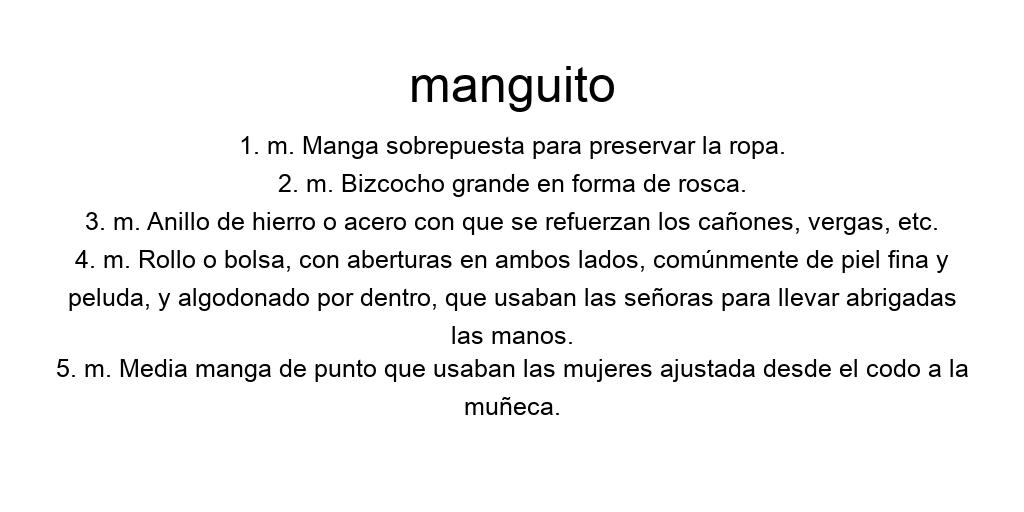 manguito
1. m. Manga sobrepuesta para preservar la ropa.
2. m. Bizcocho grande en forma de rosca.
3. m. Anillo de hierro o acero con que se refuerzan los cañones, vergas, etc.
4. m. Rollo o bolsa, con aberturas en ambos lados, comúnmente de piel fina y
peluda, y algodonado por dentro, que usaban las señoras para llevar abrigadas
las manos.
5. m. Media manga de punto que usaban las mujeres ajustada desde el codo a la
muñeca.